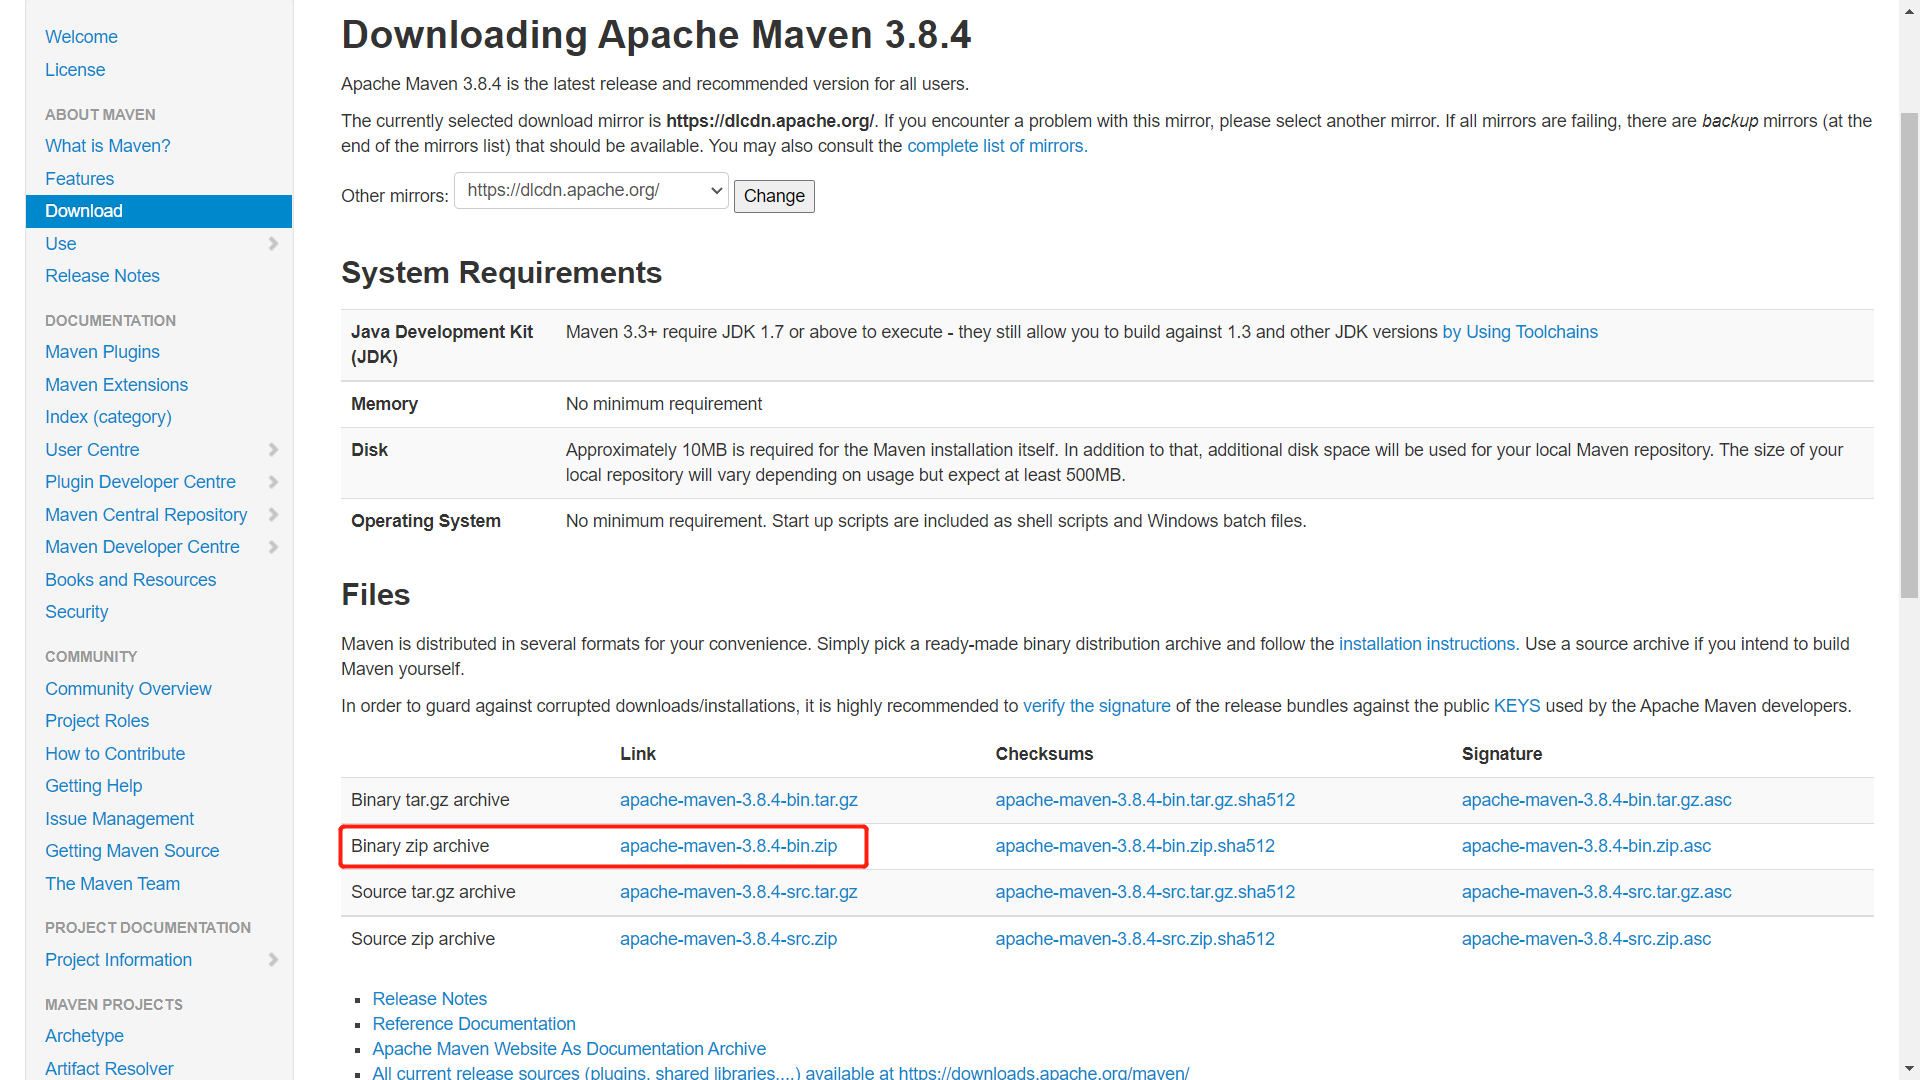 Welcome
License
ABOUT MAVEN
What is Maven?
Features
Download
Use
Release Notes
DOCUMENTATION
Maven Plugins
Maven Extensions
Index (category)
User Centre
Plugin Developer Centre
Maven Central Repository
Maven Developer Centre
Books and Resources
Security
COMMUNITY
Community Overview
Project Roles
How to Contribute
Getting Help
Issue Management
Getting Maven Source
The Maven Team
PROJECT DOCUMENTATION
Project Information
MAVEN PROJECTS
Archetype
Artifact Resolver
Downloading Apache Maven 3.8.4
Apache Maven 3.8.4 is the latest release and recommended version for all users.
The currently selected download mirror is https://dlcdn.apache.org/. If you encounter a problem with this mirror, please select another mirror. If all mirrors are failing, there are backup mirrors (at the
end of the mirrors list) that should be available. You may also consult the complete list of mirrors.
Other mirrors: https://dlcdn.apache.org/ Change
System Requirements
Java Development Kit Maven 3.3+ require JDK 1.7 or above to execute - they still allow you to build against 1.3 and other JDK versions by Using Toolchains
(JDK)
Memory No minimum requirement
Disk Approximately 10MB is required for the Maven installation itself. In addition to that, additional disk space will be used for your local Maven repository. The size of your
local repository will vary depending on usage but expect at least 500MB.
Operating System No minimum requirement. Start up scripts are included as shell scripts and Windows batch files.
Files
Maven is distributed in several formats for your convenience. Simply pick a ready-made binary distribution archive and follow the installation instructions. Use a source archive if you intend to build
Maven yourself.
In order to guard against corrupted downloads/installations, it is highly recommended to verify the signature of the release bundles against the public KEYS used by the Apache Maven developers.
Link Checksums Signature
Binary tar.gz archive apache-maven-3.8.4-bin.tar.gz apache-maven-3.8.4-bin.tar.gz.sha512 apache-maven-3.8.4-bin.tar.gz.asc
Binary zip archive apache-maven-3.8.4-bin.zip apache-maven-3.8.4-bin.zip.sha512 apache-maven-3.8.4-bin.zip.asc
Source tar.gz archive apache-maven-3.8.4-src.tar.gz apache-maven-3.8.4-src.tar.gz.sha512 apache-maven-3.8.4-src.tar.gz.asc
Source zip archive apache-maven-3.8.4-src.zip apache-maven-3.8.4-src.zip.sha512 apache-maven-3.8.4-src.zip.asc
Release Notes
Reference Documentation
Apache Maven Website As Documentation Archive
All current release sources (plugins, shared libraries,...) available at https://downloads.apache.org/maven/